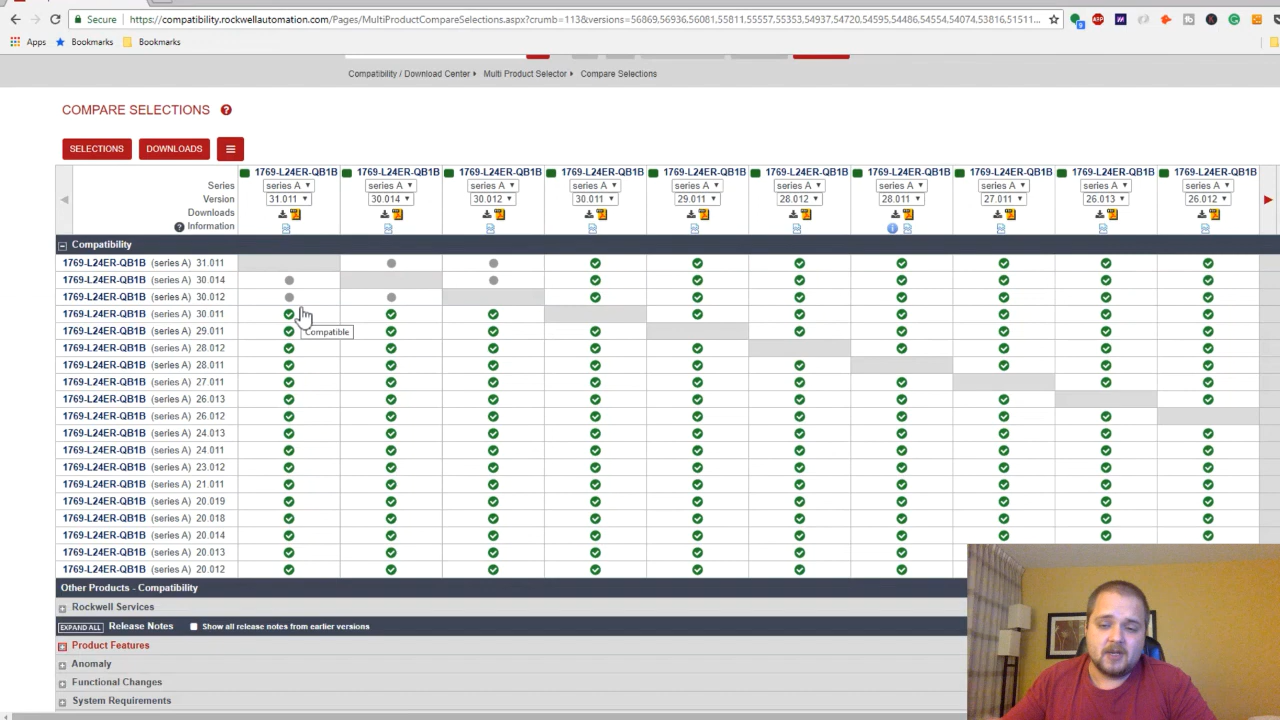 Secure https://compatibility.rockwellautomation.com/Pages/MultiProductCompareSelections.aspx?crumb=113&versions=56869,56936,56081,55811,55557,55353,54937,54720,54595,54486,54554,54074,53816,51511...
Apps Bookmarks Bookmarks
Compatibility / Download Center Multi Product Selector Compare Selections
COMPARE SELECTIONS ?
SELECTIONS DOWNLOADS
1769-L24ER-QB1B 1769-L24ER-QB1B 1769-L24ER-QB1B 1769-L24ER-QB1B 1769-L24ER-QB1B 1769-L24ER-QB1B 1769-L24ER-QB1B 1769-L24ER-QB1B 1769-L24ER-QB1B 1769-L24ER-QB1B
Series series A series A series A series A series A series A series A series A series A series A
Version 31.011 30.014 30.012 30.011 29.011 28.012 28.011 27.011 26.013 26.012
Downloads
? Information
Compatibility
1769-L24ER-QB1B (series A) 31.011
1769-L24ER-QB1B (series A) 30.014
1769-L24ER-QB1B (series A) 30.012
1769-L24ER-QB1B (series A) 30.011
1769-L24ER-QB1B (series A) 29.011 Compatible
1769-L24ER-QB1B (series A) 28.012
1769-L24ER-QB1B (series A) 28.011
1769-L24ER-QB1B (series A) 27.011
1769-L24ER-QB1B (series A) 26.013
1769-L24ER-QB1B (series A) 26.012
1769-L24ER-QB1B (series A) 24.013
1769-L24ER-QB1B (series A) 24.011
1769-L24ER-QB1B (series A) 23.012
1769-L24ER-QB1B (series A) 21.011
1769-L24ER-QB1B (series A) 20.019
1769-L24ER-QB1B (series A) 20.018
1769-L24ER-QB1B (series A) 20.014
1769-L24ER-QB1B (series A) 20.013
1769-L24ER-QB1B (series A) 20.012
Other Products - Compatibility
Rockwell Services
EXPAND ALL Release Notes Show all release notes from earlier versions
Product Features
Anomaly
Functional Changes
System Requirements